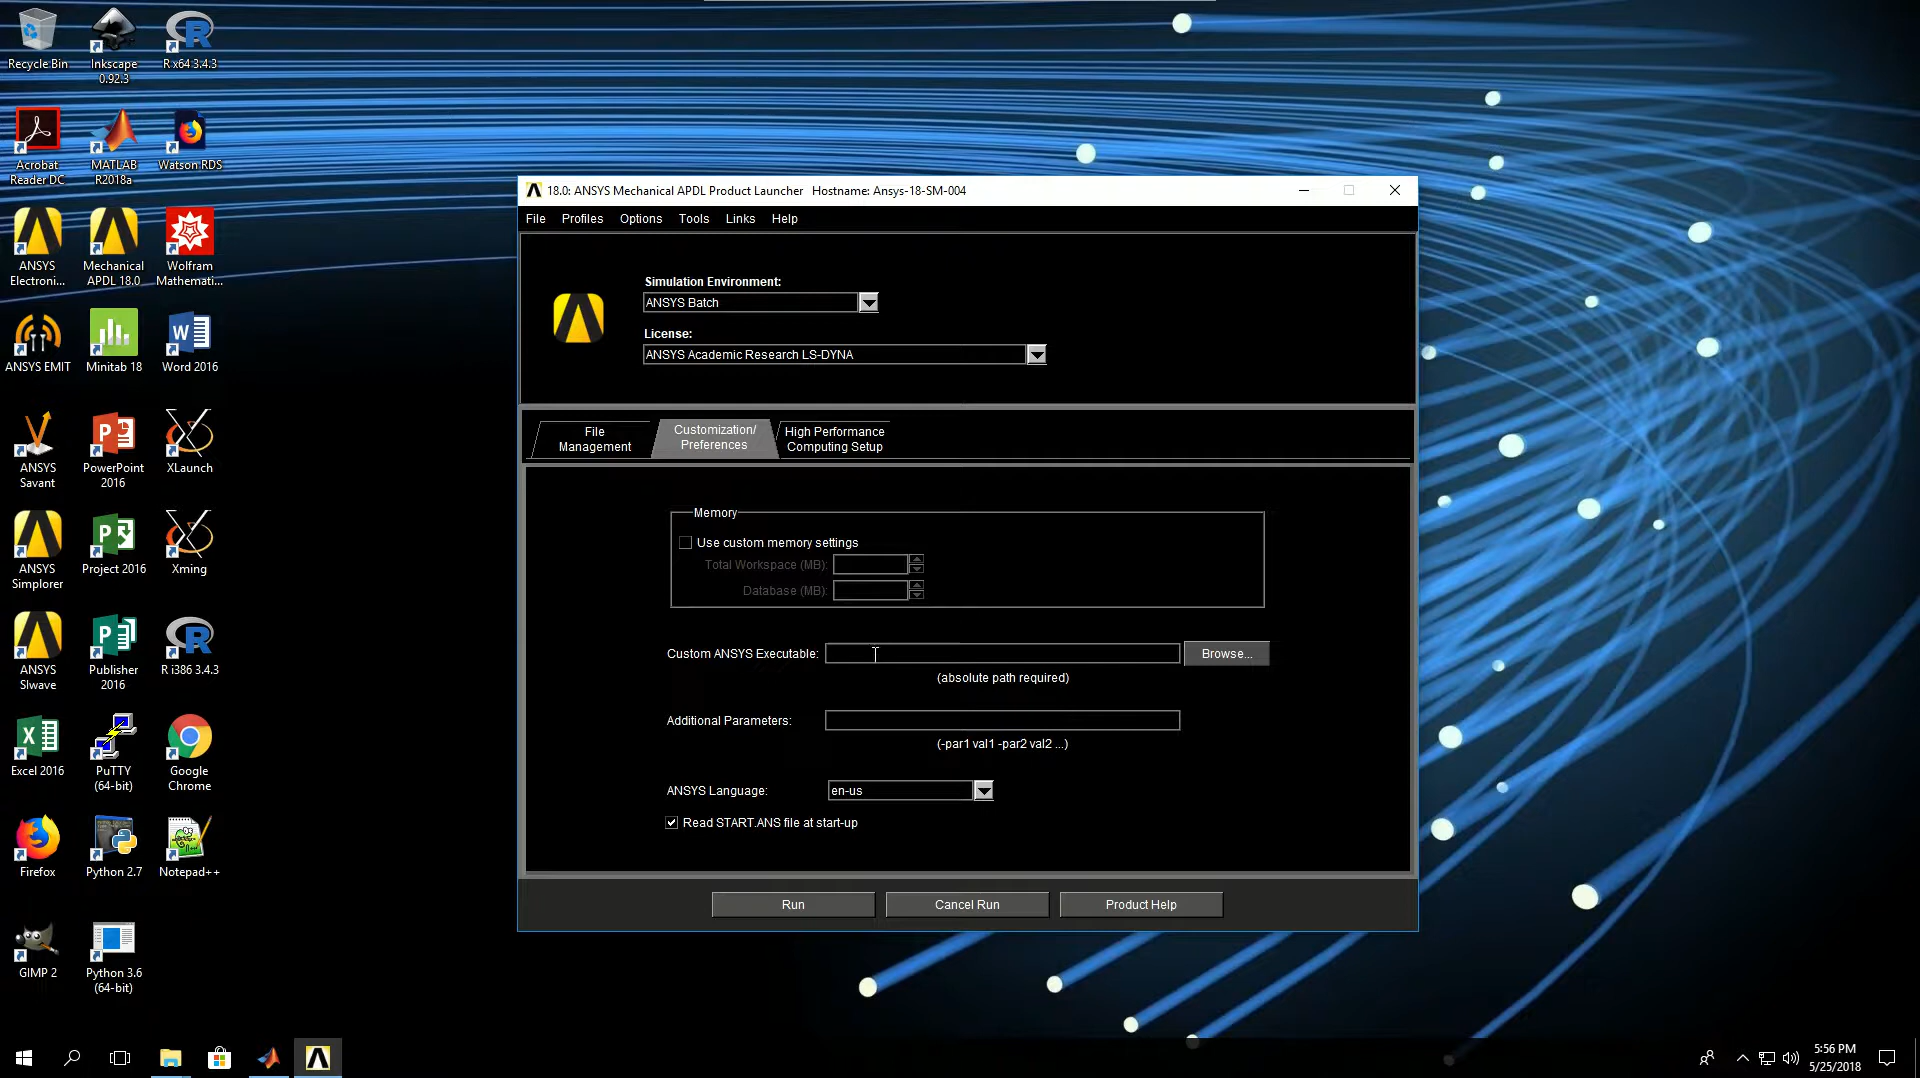 Recycle Bin
Inkscape
0.92.3
R x64 3.4.3
Acrobat
Reader DC
MATLAB
R2018a
Watson RDS
ANSYS
Electroni...
Mechanical
APDL 18.0
Wolfram
Mathemati...
ANSYS EMIT
Minitab 18
Word 2016
ANSYS
Savant
PowerPoint
2016
XLaunch
ANSYS
Simplorer
Project 2016
Xming
ANSYS
SIwave
Publisher
2016
R i386 3.4.3
Excel 2016
PuTTY
(64-bit)
Google
Chrome
Firefox
Python 2.7
Notepad++
GIMP 2
Python 3.6
(64-bit)
18.0: ANSYS Mechanical APDL Product Launcher Hostname: Ansys-18-SM-004
File Profiles Options Tools Links Help
Simulation Environment:
ANSYS Batch
License:
ANSYS Academic Research LS-DYNA
File
Management
Customization/
Preferences
High Performance
Computing Setup
Memory
Use custom memory settings
Total Workspace (MB):
Database (MB):
Custom ANSYS Executable:
Browse...
(absolute path required)
Additional Parameters:
(-par1 val1 -par2 val2 ...)
ANSYS Language:
en-us
Read START.ANS file at start-up
Run
Cancel Run
Product Help
5:56 PM
5/25/2018